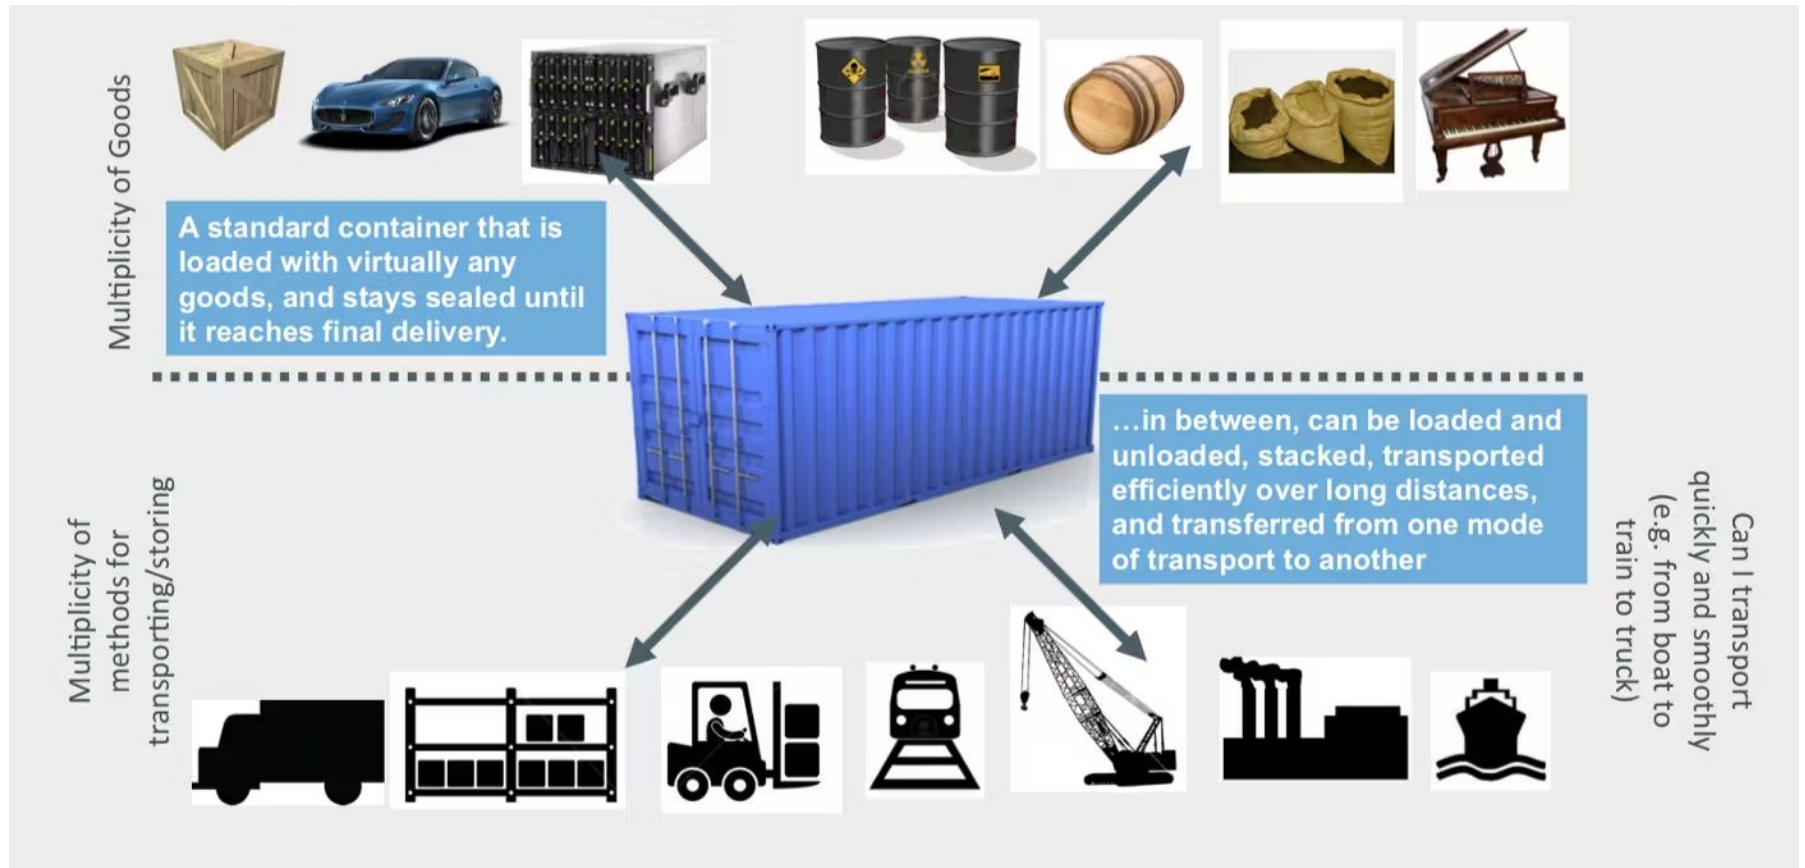 Multiplicity of Goods
A standard container that is
loaded with virtually any
goods, and stays sealed until
it reaches final delivery.
…in between, can be loaded and
unloaded, stacked, transported
efficiently over long distances,
and transferred from one mode
of transport to another
Multiplicity of
methods for
transporting/storing
Can I transport
quickly and smoothly
(e.g. from boat to
train to truck)